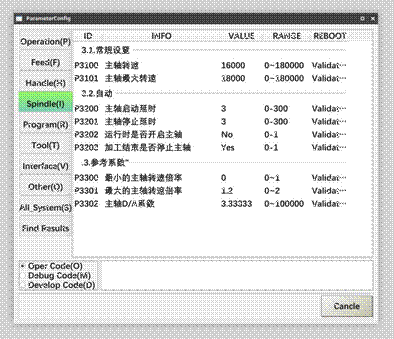 ParameterConfig
ID INFO VALUE RANGE REBOOT
Operation(P)
Feed(F)
Handle(H)
Spindle(I)
Program(R)
Tool(T)
Interface(V)
Other(O)
All_System(S)
Find Results
3.1.常规设置
P3100 主轴转速 16000 0~180000 Validat···
P3101 主轴最大转速 18000 0~180000 Validat···
3.2.自动
P3200 主轴启动延时 3 0-300 Validat···
P3201 主轴停止延时 3 0-300 Validat···
P3202 运行时是否开启主轴 No 0-1 Validat···
P3203 加工结束是否停止主轴 Yes 0-1 Validat···
.3.参考系数
P3300 最小的主轴转速倍率 0 0~1 Validat···
P3301 最大的主轴转速倍率 1.2 0~2 Validat···
P3302 主轴D/A系数 3.33333 0~100000 Validat···
Oper Code(O)
Debug Code(M)
Develop Code(D)
Cancle